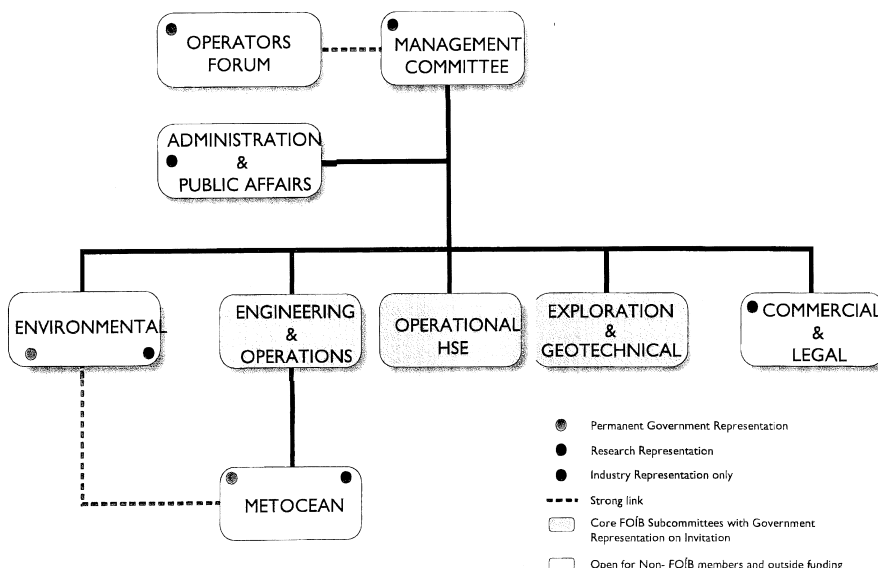 OPERATORS
FORUM
MANAGEMENT
COMMITTEE
ADMINISTRATION
&
PUBLIC AFFAIRS
ENVIRONMENTAL
ENGINEERING
&
OPERATIONS
OPERATIONAL
HSE
EXPLORATION
&
GEOTECHNICAL
COMMERCIAL
&
LEGAL
METOCEAN
Permanent Government Representation
Research Representation
Industry Representation only
Strong link
Core FOÍB Subcommittees with Government
Representation on Invitation
Open for Non- FOÍB members and outside funding